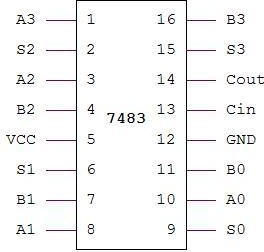 A3 1 16 B3
S2 2 15 S3
A2 3 14 Cout
B2 4 13 Cin
7483
VCC 5 12 GND
S1 6 11 B0
B1 7 10 A0
A1 8 9 S0